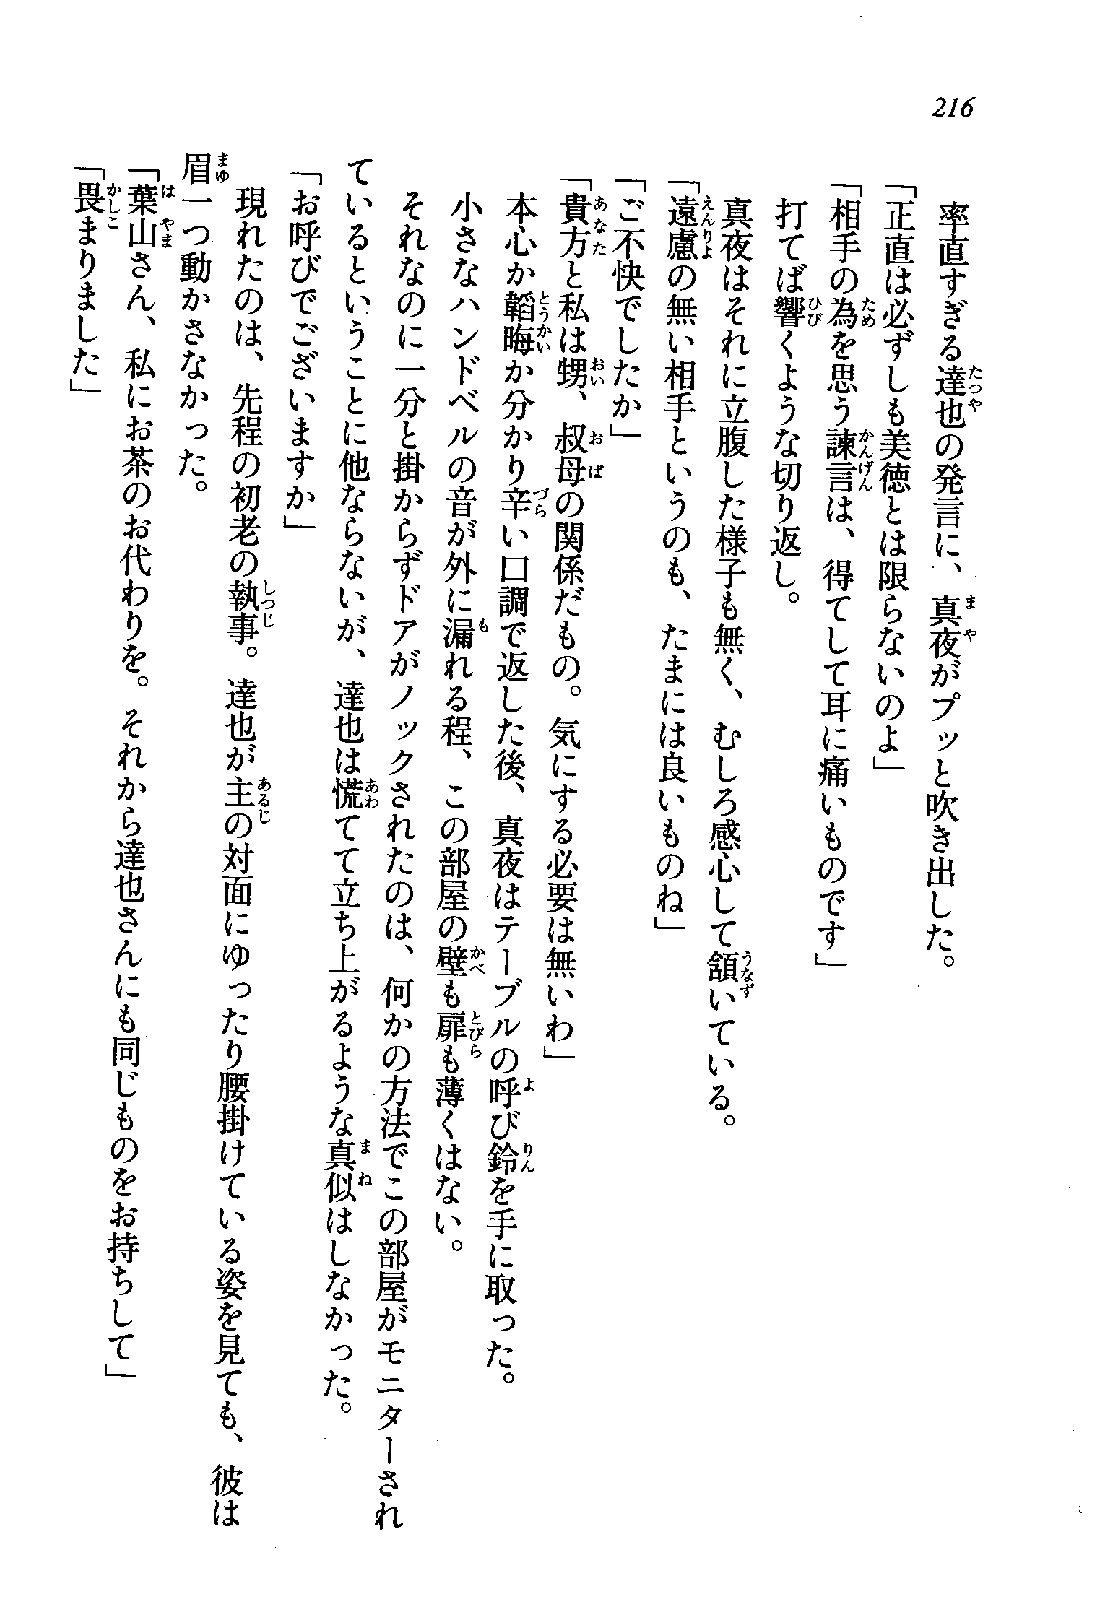 216
率直すぎる達也の発言に、真夜がプッと吹き出した。
「正直は必ずしも美徳とは限らないのよ」
「相手の為を思う諫言は、得てして耳に痛いものです」
打てば響くような切り返し。
真夜はそれに立腹した様子も無く、むしろ感心して頷いている。
「遠慮の無い相手というのも、たまには良いものね」
「ご不快でしたか」
「貴方と私は甥、叔母の関係だもの。気にする必要は無いわ」
本心か韜晦か分かり辛い口調で返した後、真夜はテーブルの呼び鈴を手に取った。
小さなハンドベルの音が外に漏れる程、この部屋の壁も扉も薄くはない。
それなのに一分と掛からずドアがノックされたのは、何かの方法でこの部屋がモニターされ
ているということに他ならないが、達也は慌てて立ち上がるような真似はしなかった。
「お呼びでございますか」
現れたのは、先程の初老の執事。達也が主の対面にゆったり腰掛けている姿を見ても、彼は
眉一つ動かさなかった。
「葉山さん、私にお茶のお代わりを。それから達也さんにも同じものをお持ちして」
「畏まりました」